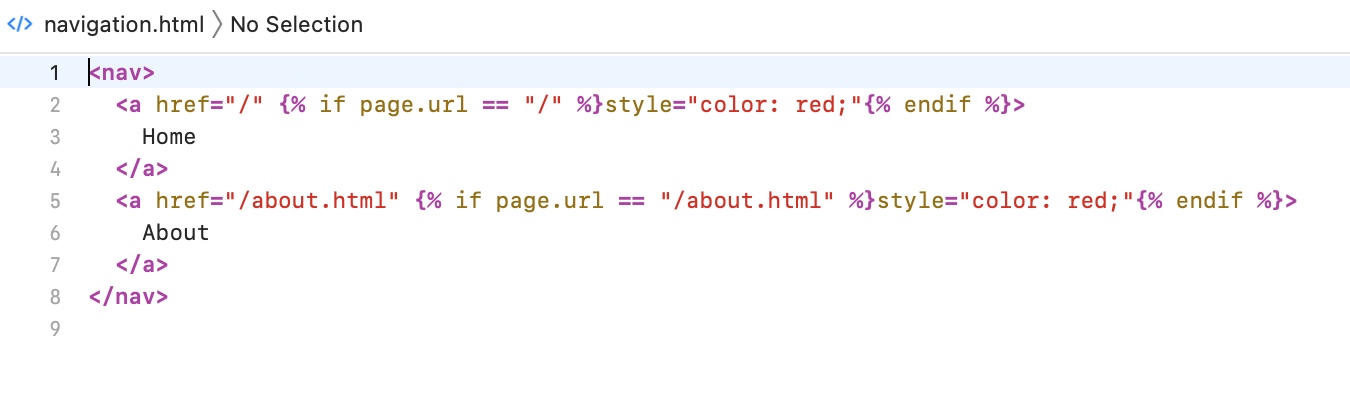 </> navigation.html 〉 No Selection
1 <nav>
2   <a href="/" {% if page.url == "/" %}style="color: red;"{% endif %}>
3     Home
4   </a>
5   <a href="/about.html" {% if page.url == "/about.html" %}style="color: red;"{% endif %}>
6     About
7   </a>
8 </nav>
9